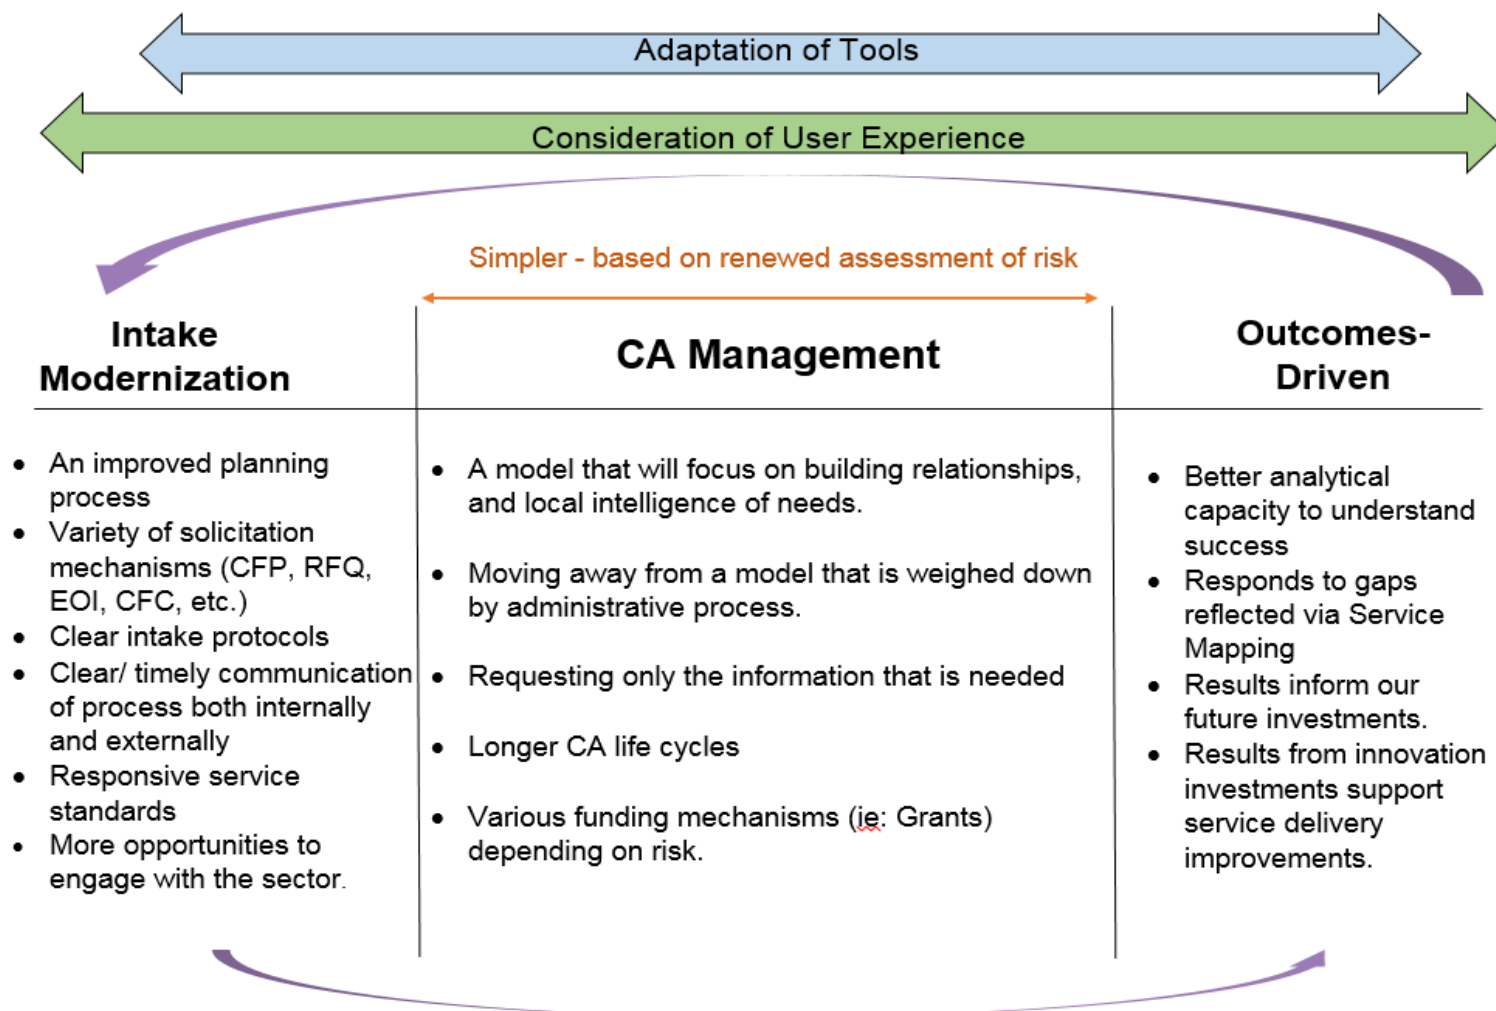 Adaptation of Tools
Consideration of User Experience
Simpler - based on renewed assessment of risk
Intake
Modernization
CA Management
Outcomes-
Driven
• An improved planning
process
• Variety of solicitation
mechanisms (CFP, RFQ,
EOI, CFC, etc.)
• Clear intake protocols
• Clear/ timely communication
of process both internally
and externally
• Responsive service
standards
• More opportunities to
engage with the sector.
• A model that will focus on building relationships,
and local intelligence of needs.
• Moving away from a model that is weighed down
by administrative process.
• Requesting only the information that is needed
• Longer CA life cycles
• Various funding mechanisms (ie: Grants)
depending on risk.
• Better analytical
capacity to understand
success
• Responds to gaps
reflected via Service
Mapping
• Results inform our
future investments.
• Results from innovation
investments support
service delivery
improvements.